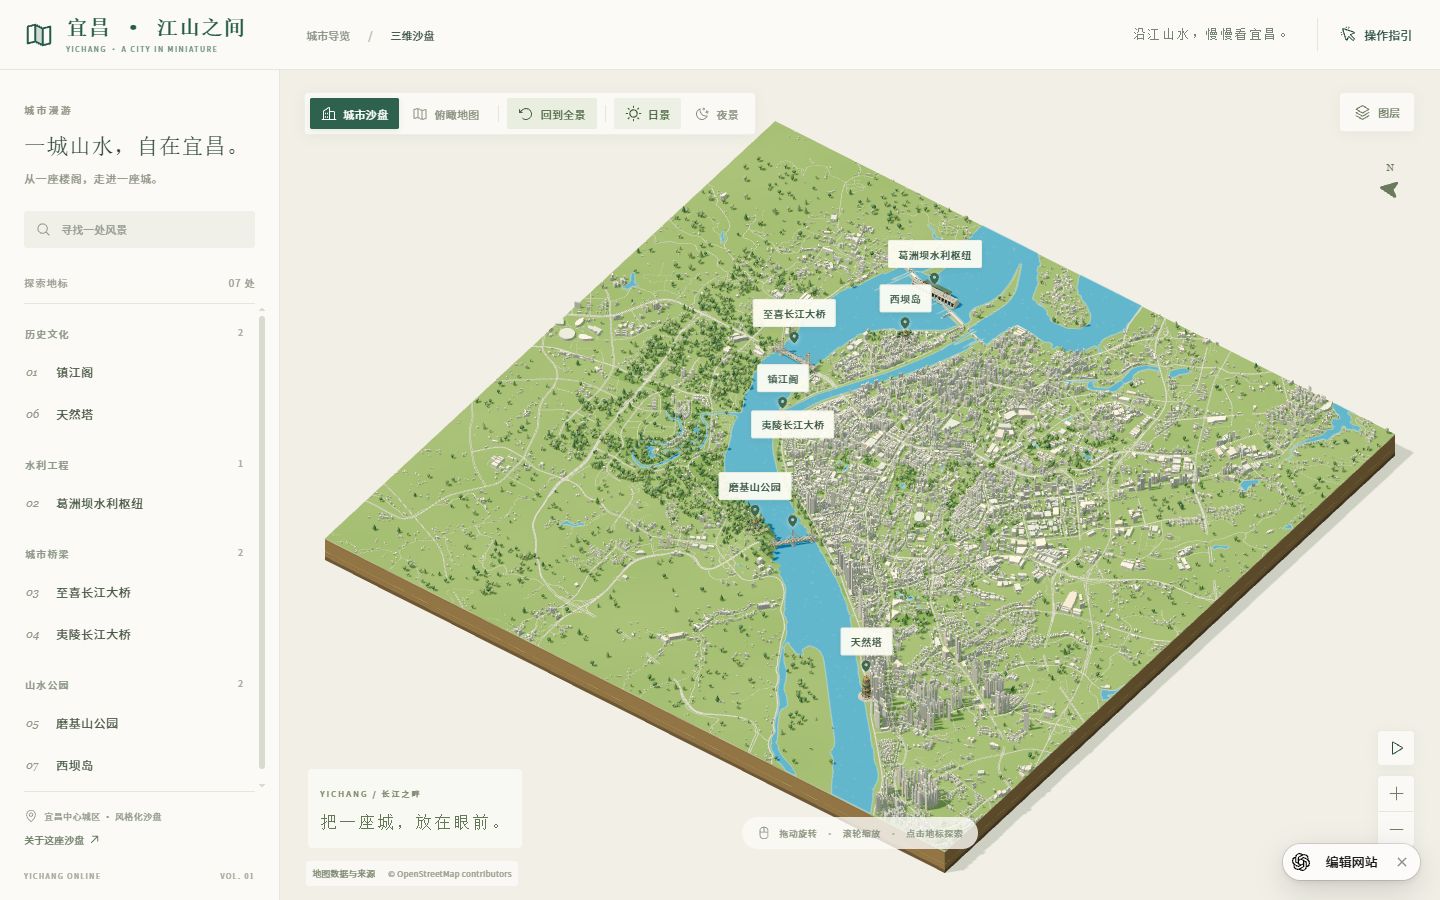 宜昌 · 江山之间
YICHANG · A CITY IN MINIATURE
城市导览 / 三维沙盘
沿江山水，慢慢看宜昌。
操作指引
城市漫游
一城山水，自在宜昌。
从一座楼阁，走进一座城。
寻找一处风景
探索地标 07 处
历史文化 2
01 镇江阁
06 天然塔
水利工程 1
02 葛洲坝水利枢纽
城市桥梁 2
03 至喜长江大桥
04 夷陵长江大桥
山水公园 2
05 磨基山公园
07 西坝岛
宜昌中心城区 · 风格化沙盘
关于这座沙盘
YICHANG ONLINE VOL. 01
城市沙盘
俯瞰地图
回到全景
日景
夜景
图层
N
葛洲坝水利枢纽
西坝岛
至喜长江大桥
镇江阁
夷陵长江大桥
磨基山公园
天然塔
YICHANG / 长江之畔
把一座城，放在眼前。
地图数据与来源 © OpenStreetMap contributors
拖动旋转 · 滚轮缩放 · 点击地标探索
编辑网站